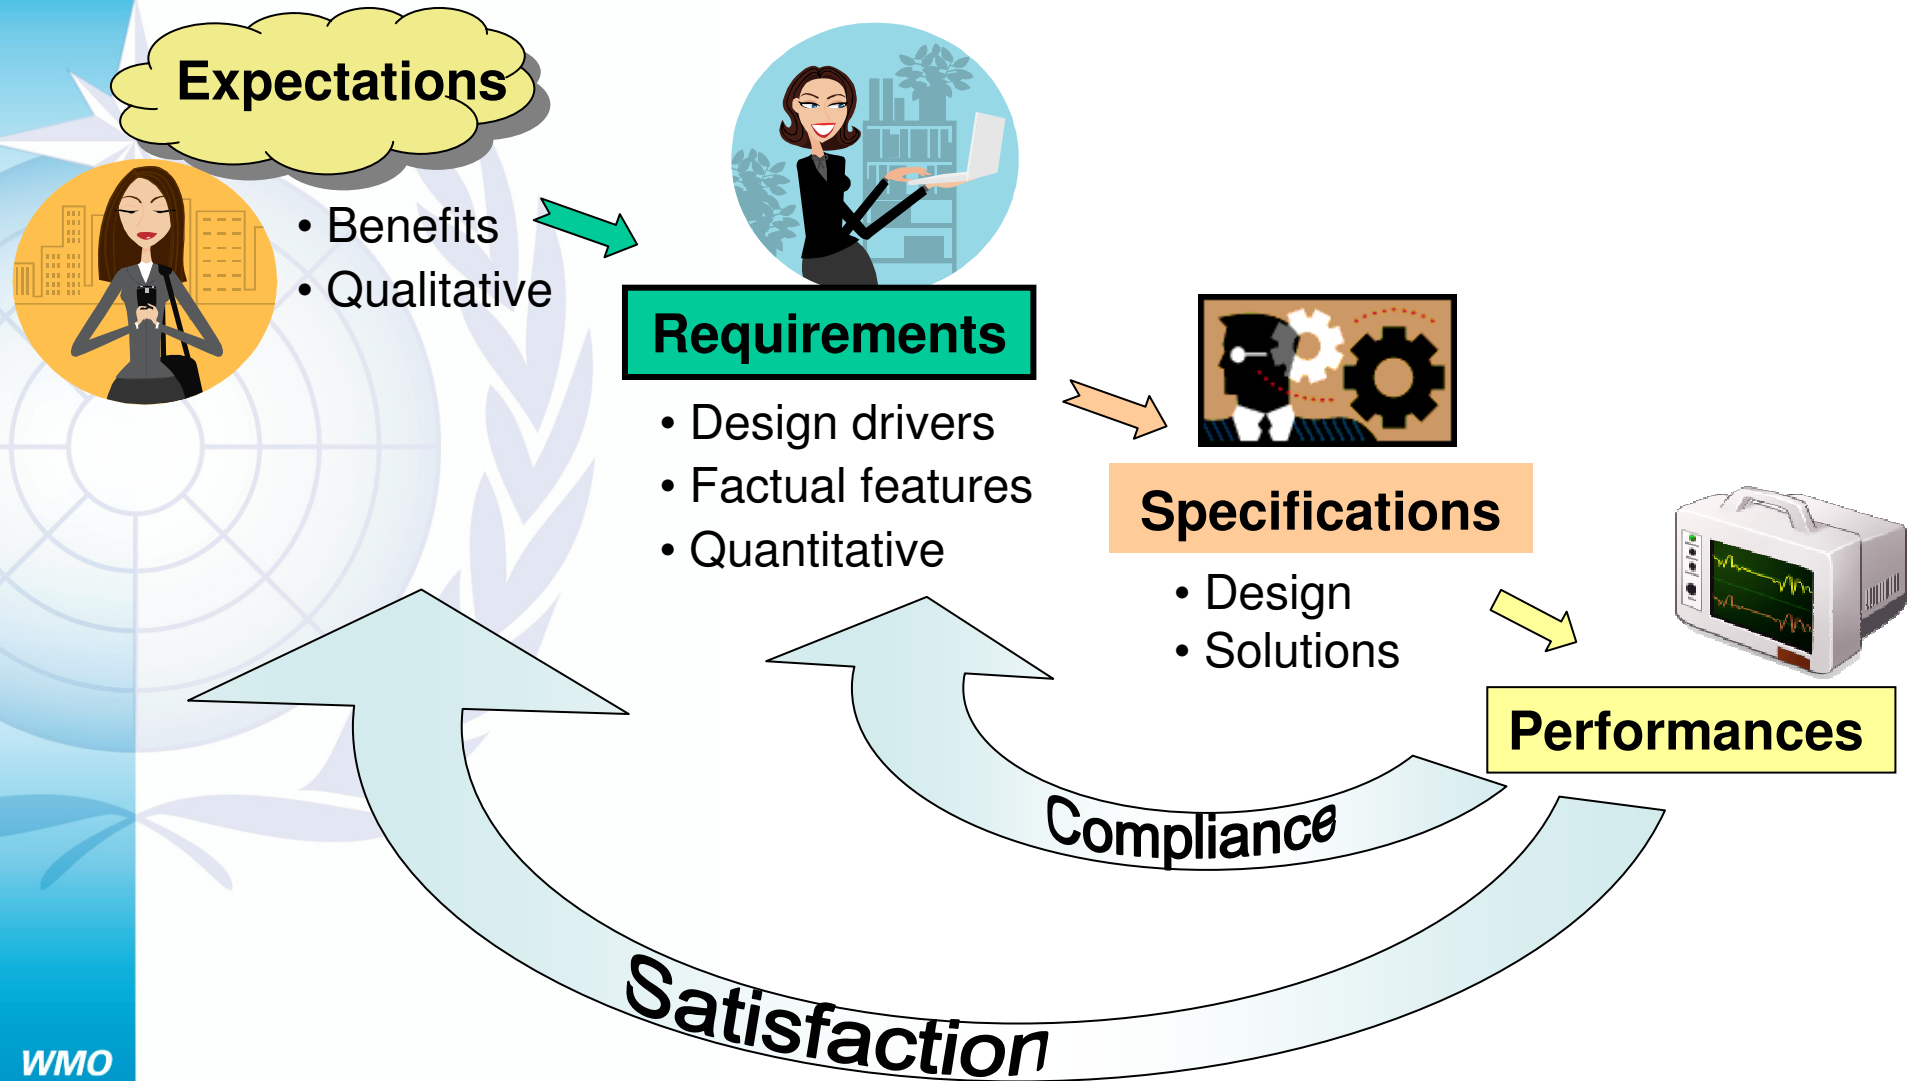 Expectations
• Benefits
• Qualitative
Requirements
• Design drivers
• Factual features
• Quantitative
Specifications
• Design
• Solutions
Performances
Compliance
Satisfaction
WMO